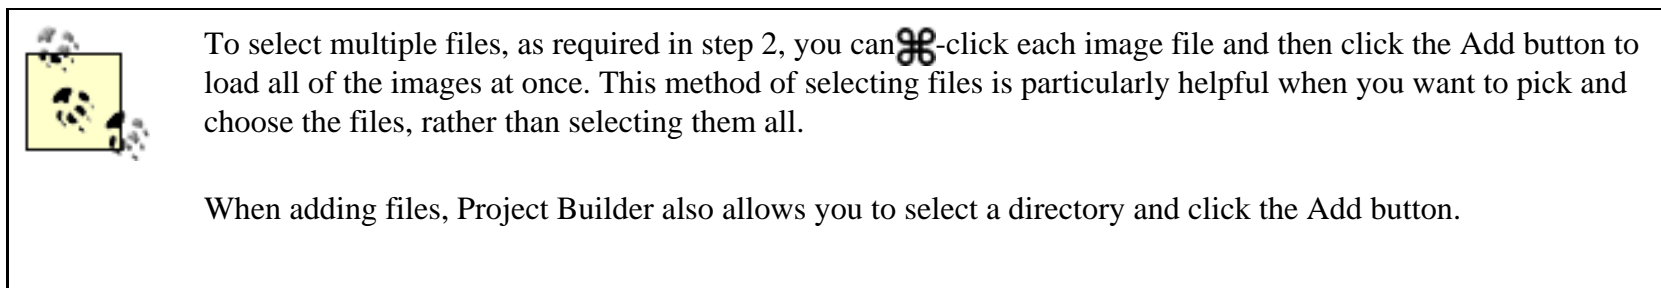 To select multiple files, as required in step 2, you can ⌘-click each image file and then click the Add button to
load all of the images at once. This method of selecting files is particularly helpful when you want to pick and
choose the files, rather than selecting them all.
When adding files, Project Builder also allows you to select a directory and click the Add button.